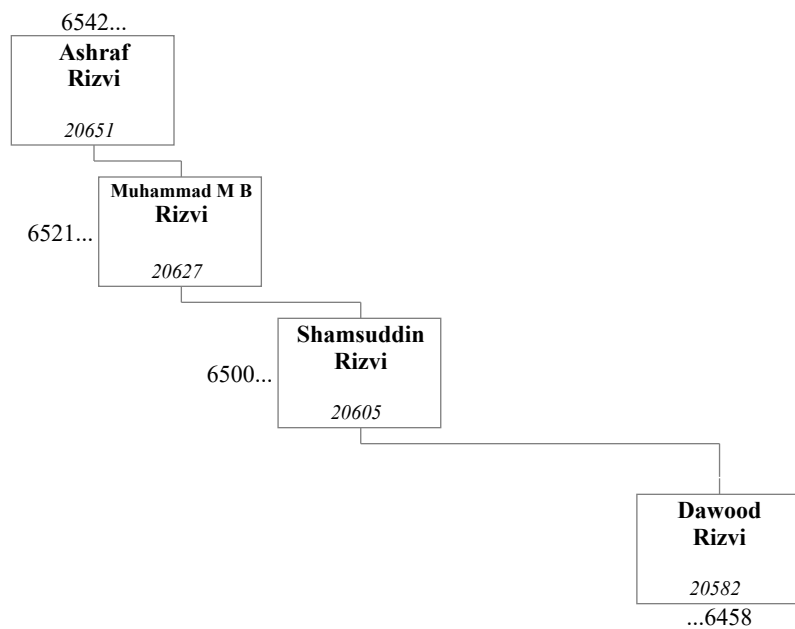 6542...
Ashraf
Rizvi
20651
Muhammad M B
Rizvi
6521...
20627
Shamsuddin
Rizvi
6500...
20605
Dawood
Rizvi
20582
...6458